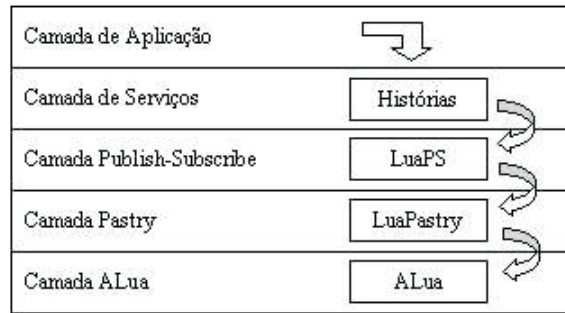 Camada de Aplicação
Camada de Serviços
Histórias
Camada Publish-Subscribe
LuaPS
Camada Pastry
LuaPastry
Camada ALua
ALua